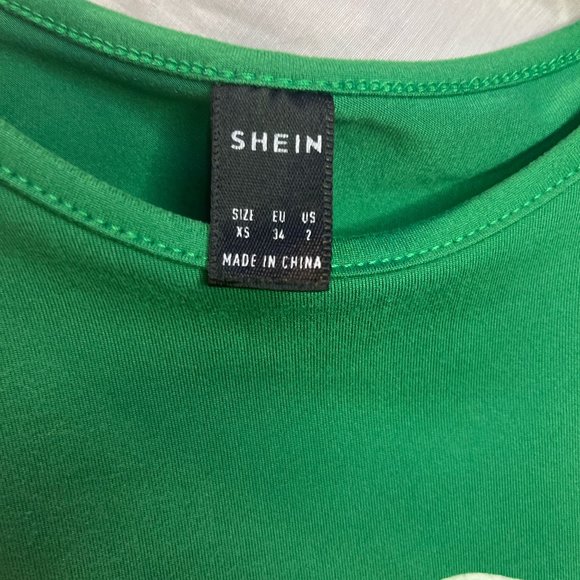 SHEIN
SIZE EU US
XS 34 2
MADE IN CHINA